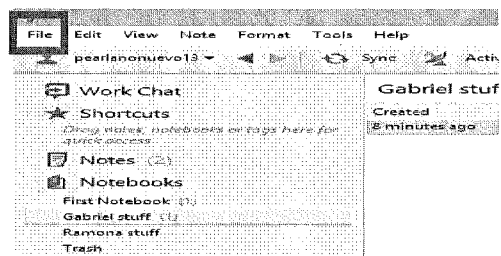 File Edit View Note Format Tools Help
pearlanonuevo13 Sync Activ
Work Chat
Shortcuts
Drag notes, notebooks or tags here for
quick access
Notes (2)
Notebooks
First Notebook (1)
Gabriel stuff (1)
Ramona stuff
Trash
Gabriel stuf
Created
8 minutes ago